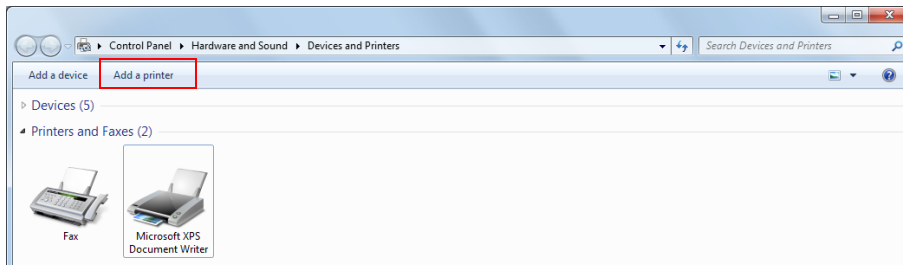 Control Panel Hardware and Sound Devices and Printers Search Devices and Printers
Add a device Add a printer
Devices (5)
Printers and Faxes (2)
Fax
Microsoft XPS
Document Writer